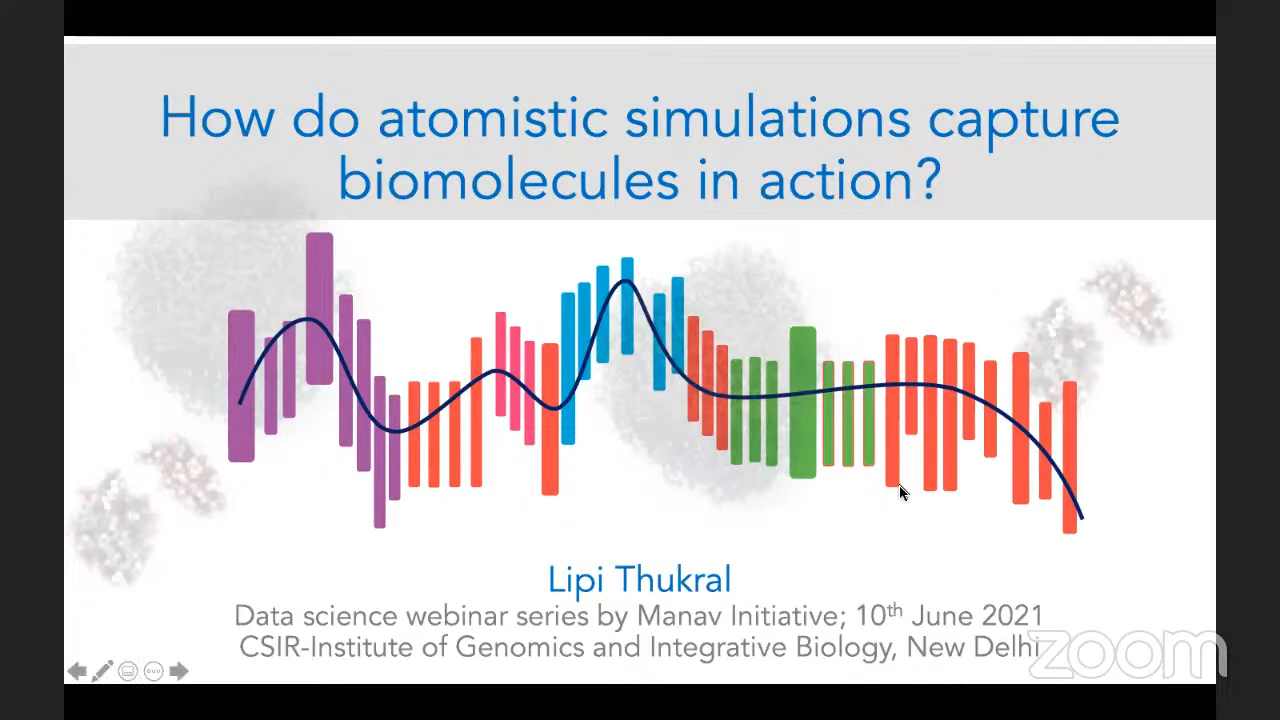 How do atomistic simulations capture
biomolecules in action?
Lipi Thukral
Data science webinar series by Manav Initiative; 10th June 2021
CSIR-Institute of Genomics and Integrative Biology, New Delhi
zoom